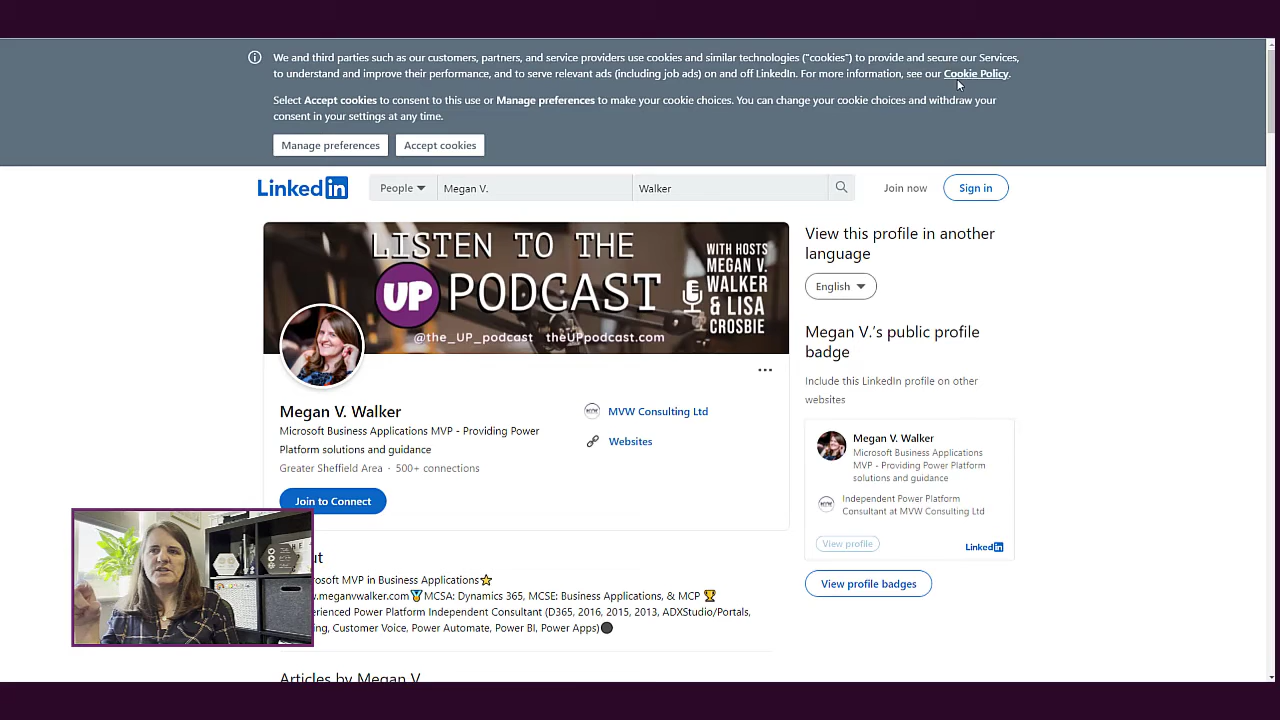 We and third parties such as our customers, partners, and service providers use cookies and similar technologies ("cookies") to provide and secure our Services,
to understand and improve their performance, and to serve relevant ads (including job ads) on and off LinkedIn. For more information, see our Cookie Policy.
Select Accept cookies to consent to this use or Manage preferences to make your cookie choices. You can change your cookie choices and withdraw your
consent in your settings at any time.
Manage preferences
Accept cookies
Linkedin
People
Megan V.
Walker
Join now
Sign in
LISTEN TO THE
UP PODCAST
@the_UP_podcast theUPpodcast.com
WITH HOSTS
MEGAN V.
WALKER
& LISA
CROSBIE
Megan V. Walker
Microsoft Business Applications MVP - Providing Power
Platform solutions and guidance
Greater Sheffield Area · 500+ connections
MVW Consulting Ltd
Websites
Join to Connect
ut
rosoft MVP in Business Applications
.meganvwalker.com MCSA: Dynamics 365, MCSE: Business Applications, & MCP
erienced Power Platform Independent Consultant (D365, 2016, 2015, 2013, ADXStudio/Portals,
ing, Customer Voice, Power Automate, Power BI, Power Apps)
Articles by Megan V.
View this profile in another
language
English
Megan V.'s public profile
badge
Include this LinkedIn profile on other
websites
Megan V. Walker
Microsoft Business Applications
MVP - Providing Power Platform
solutions and guidance
Independent Power Platform
Consultant at MVW Consulting Ltd
View profile
Linkedin
View profile badges